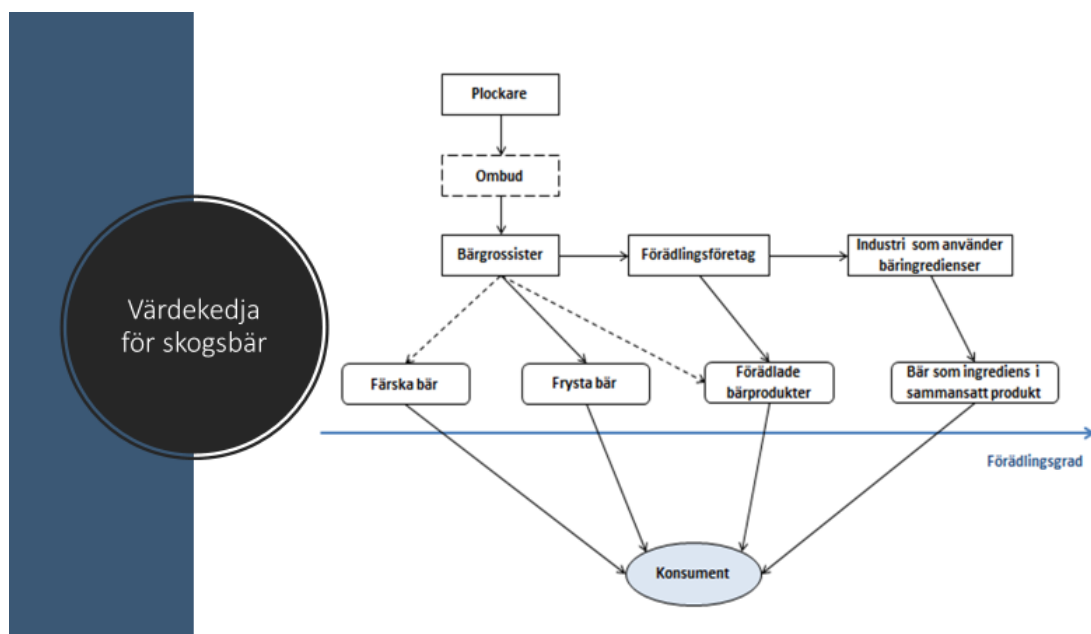 Värdekedja
för skogsbär
Plockare
Ombud
Bärgrossister
Förädlingsföretag
Industri som använder
bäringredienser
Färska bär
Frysta bär
Förädlade
bärprodukter
Bär som ingrediens i
sammansatt produkt
Förädlingsgrad
Konsument